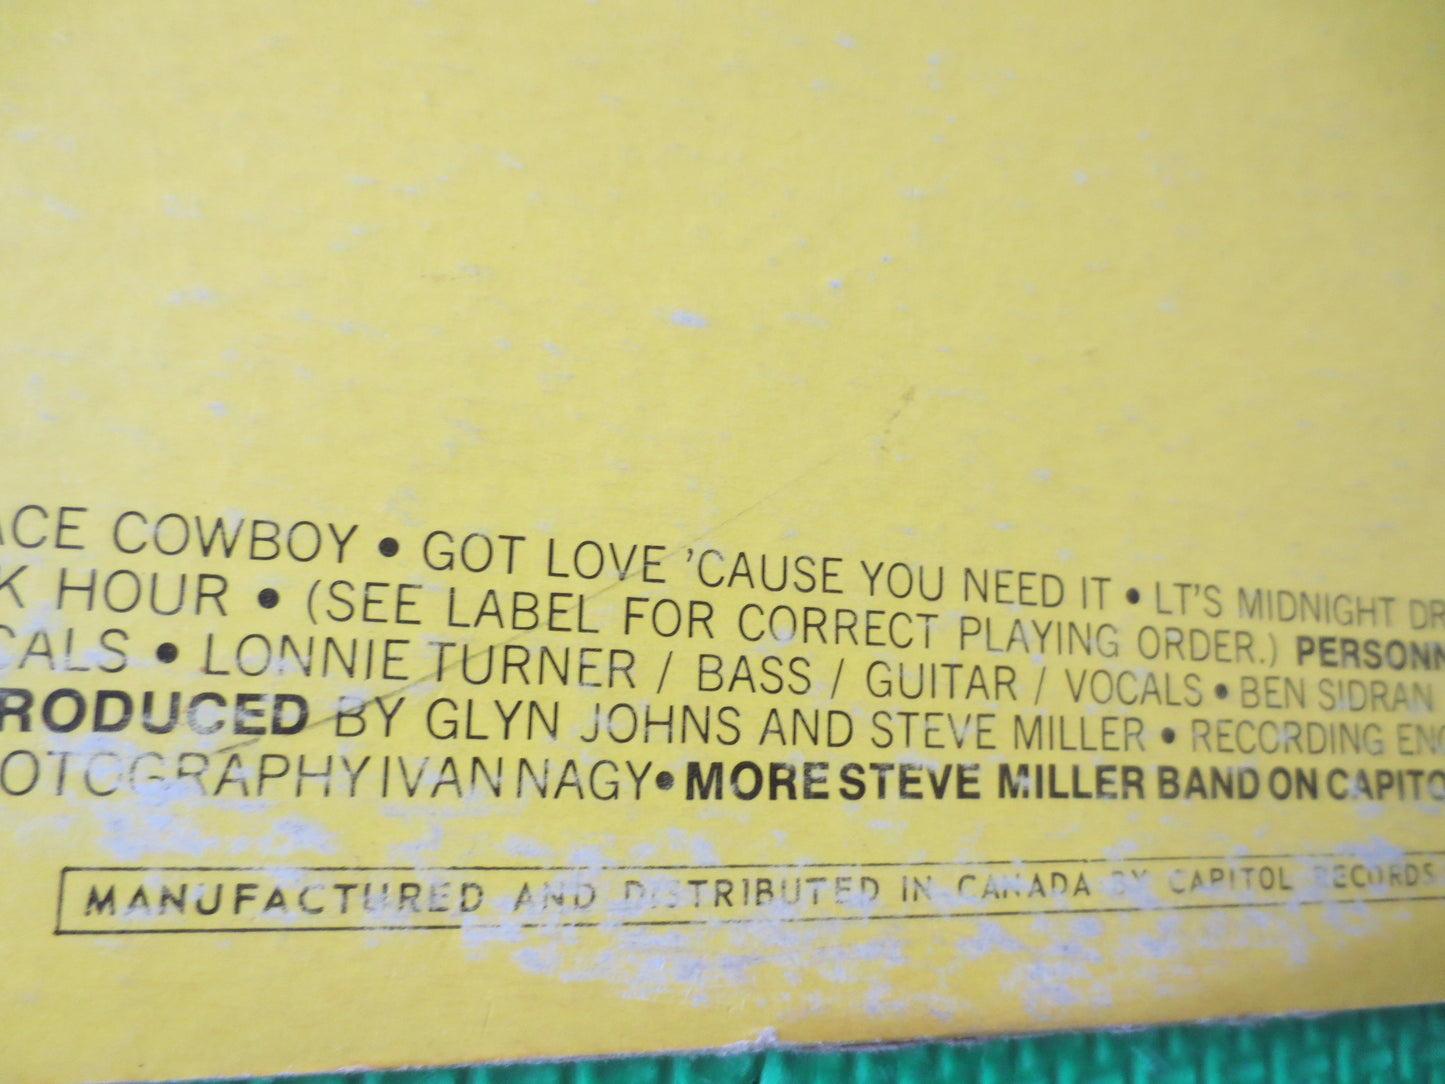 ACE COWBOY • GOT LOVE 'CAUSE YOU NEED IT • LT'S MIDNIGHT DR
K HOUR • (SEE LABEL FOR CORRECT PLAYING ORDER.) PERSONN
CALS • LONNIE TURNER / BASS / GUITAR / VOCALS • BEN SIDRAN
RODUCED BY GLYN JOHNS AND STEVE MILLER • RECORDING ENG
OTOGRAPHY IVAN NAGY • MORE STEVE MILLER BAND ON CAPITO
MANUFACTURED AND DISTRIBUTED IN CANADA BY CAPITOL RECORDS